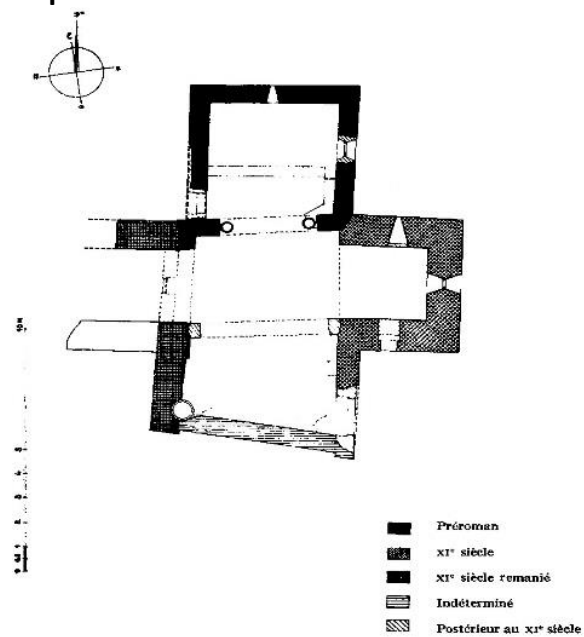 Préroman
XIᵉ siècle
XIᵉ siècle remanié
Indéterminé
Postérieur au XIᵉ siècle